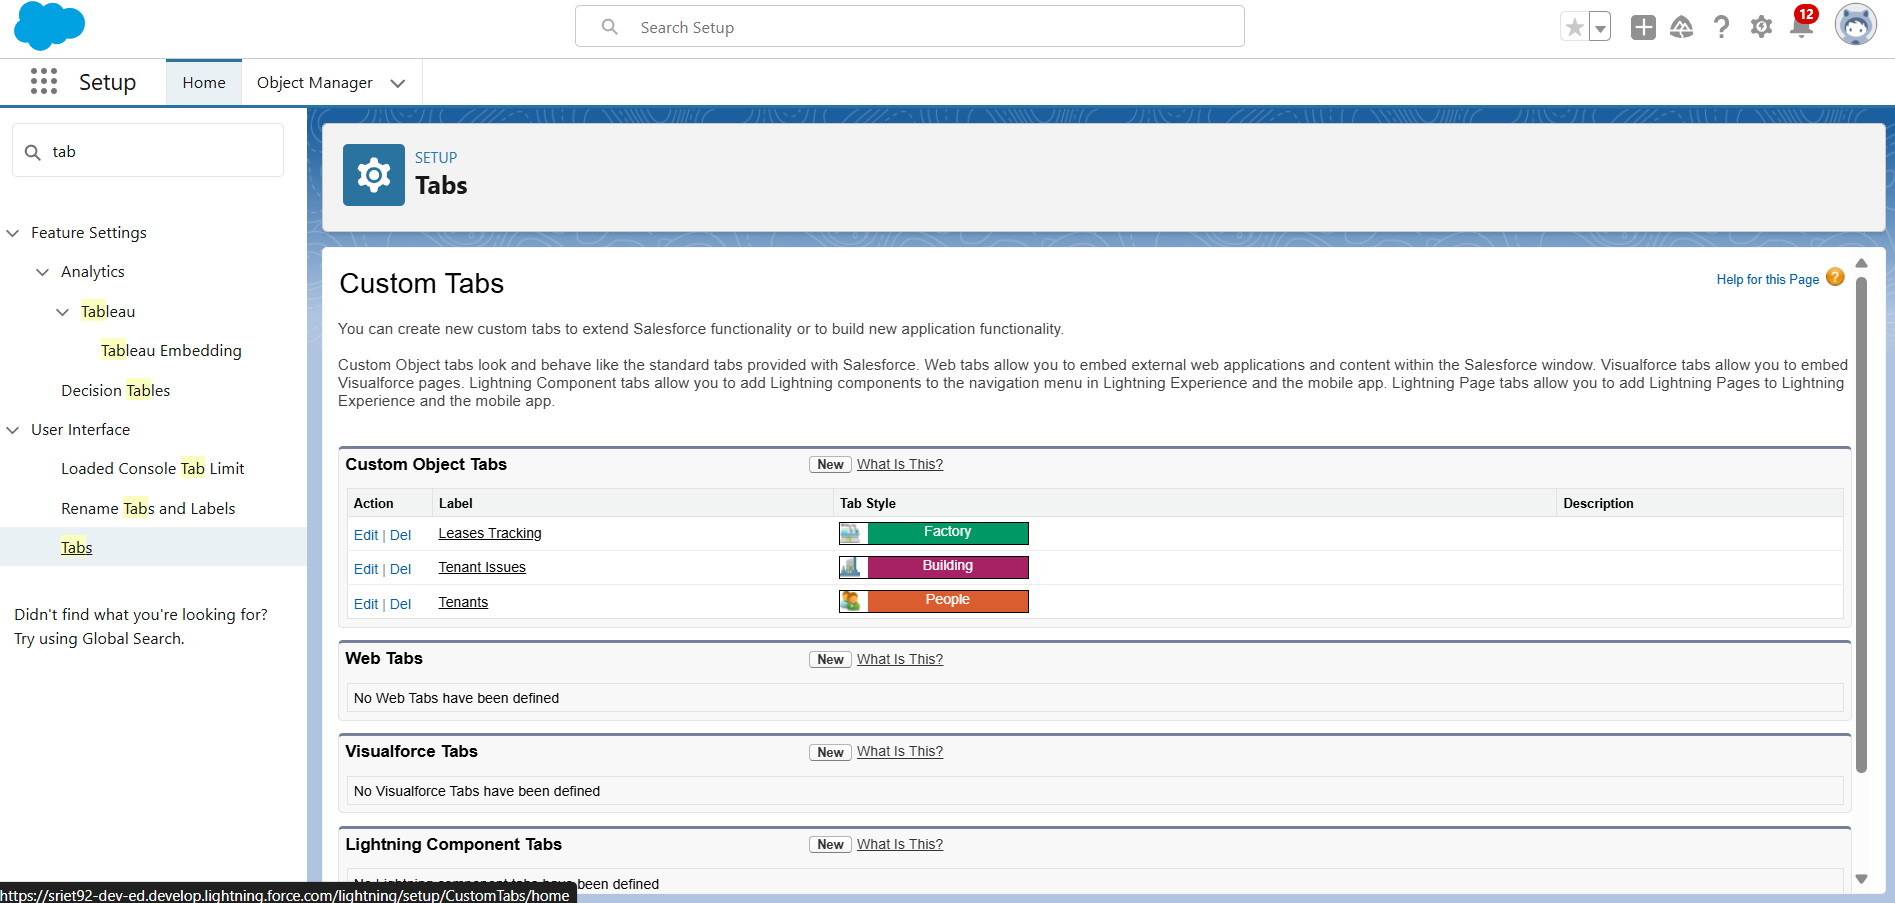 Search Setup
12
Setup
Home
Object Manager
tab
SETUP
Tabs
Feature Settings
Analytics
Tableau
Tableau Embedding
Decision Tables
User Interface
Loaded Console Tab Limit
Rename Tabs and Labels
Tabs
Didn't find what you're looking for?
Try using Global Search.
Custom Tabs
Help for this Page
You can create new custom tabs to extend Salesforce functionality or to build new application functionality.
Custom Object tabs look and behave like the standard tabs provided with Salesforce. Web tabs allow you to embed external web applications and content within the Salesforce window. Visualforce tabs allow you to embed
Visualforce pages. Lightning Component tabs allow you to add Lightning components to the navigation menu in Lightning Experience and the mobile app. Lightning Page tabs allow you to add Lightning Pages to Lightning
Experience and the mobile app.
Custom Object Tabs New What Is This?
Action Label Tab Style Description
Edit | Del Leases Tracking Factory
Edit | Del Tenant Issues Building
Edit | Del Tenants People
Web Tabs New What Is This?
No Web Tabs have been defined
Visualforce Tabs New What Is This?
No Visualforce Tabs have been defined
Lightning Component Tabs New What Is This?
No Lightning component tabs have been defined
https://sriet92-dev-ed.develop.lightning.force.com/lightning/setup/CustomTabs/home